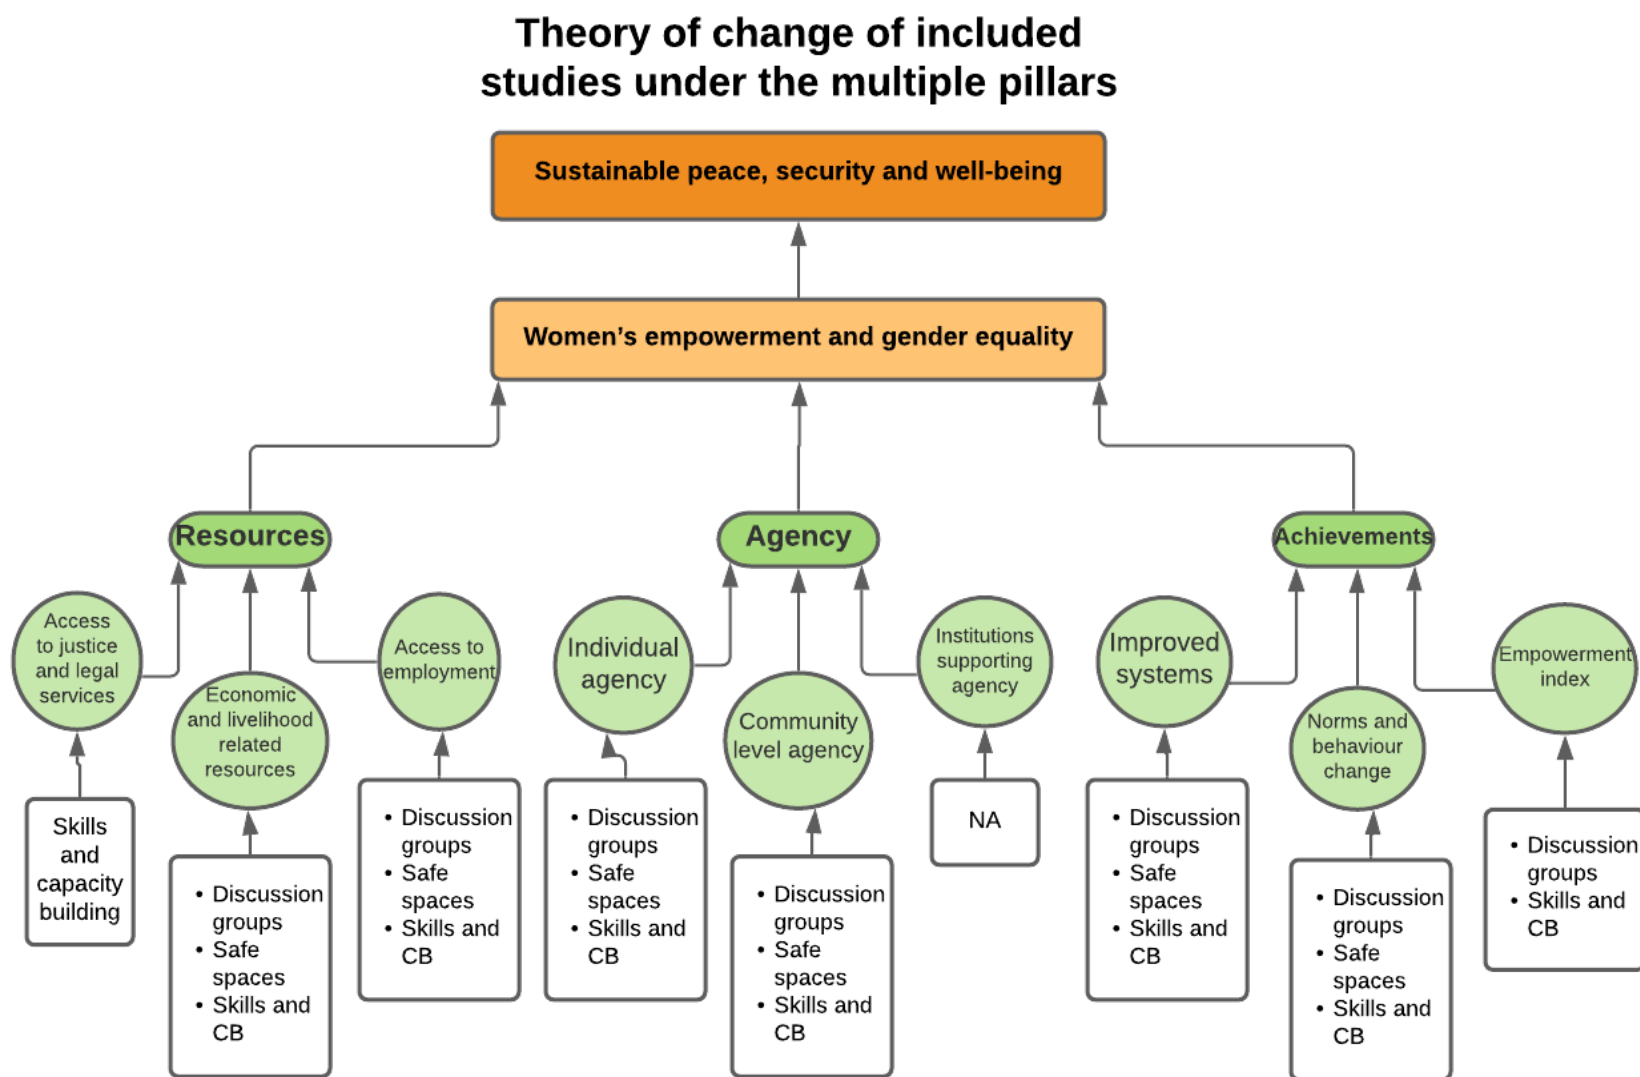 Theory of change of included
studies under the multiple pillars
Sustainable peace, security and well-being
Women's empowerment and gender equality
Resources
Agency
Achievements
Access
to justice
and legal
services
Economic
and livelihood
related
resources
Access to
employment
Individual
agency
Community
level agency
Institutions
supporting
agency
Improved
systems
Norms and
behaviour
change
Empowerment
index
Skills
and
capacity
building
• Discussion
groups
• Safe
spaces
• Skills and
CB
• Discussion
groups
• Safe
spaces
• Skills and
CB
• Discussion
groups
• Safe
spaces
• Skills and
CB
• Discussion
groups
• Safe
spaces
• Skills and
CB
NA
• Discussion
groups
• Safe
spaces
• Skills and
CB
• Discussion
groups
• Safe
spaces
• Skills and
CB
• Discussion
groups
• Skills and
CB